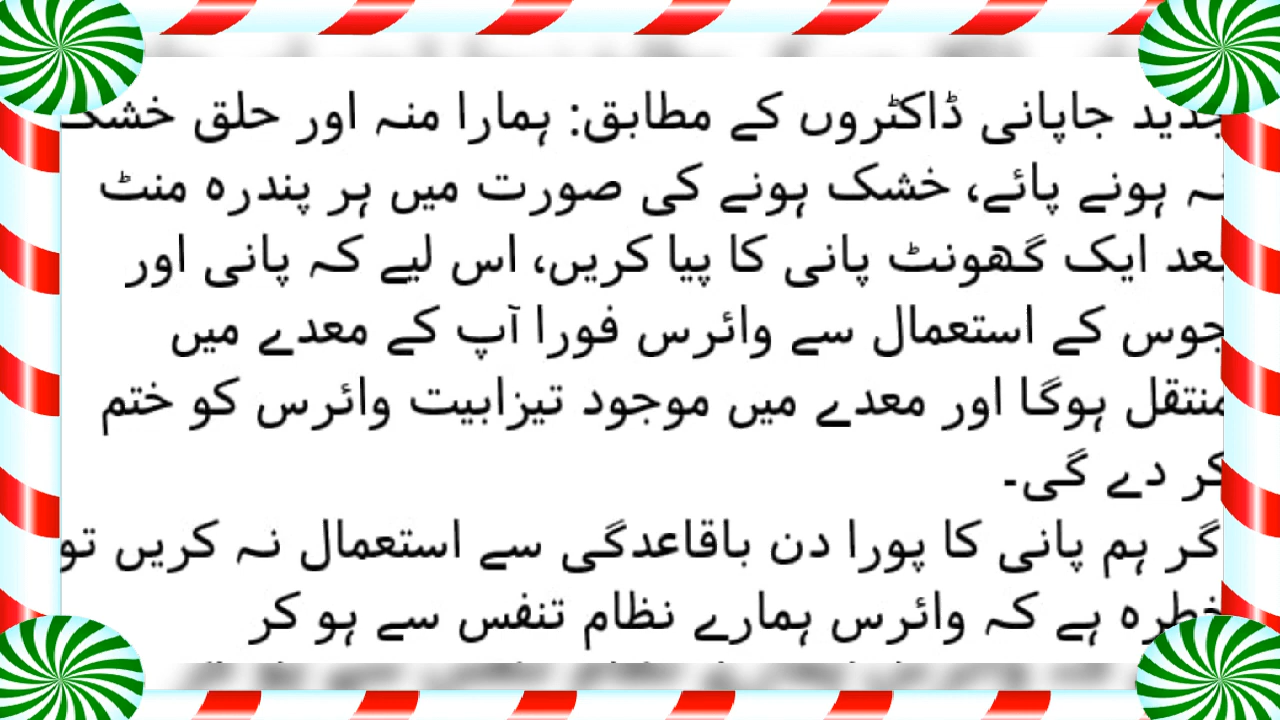 جدید جاپانی ڈاکٹروں کے مطابق: ہمارا منہ اور حلق خشک
نہ ہونے پائے، خشک ہونے کی صورت میں ہر پندرہ منٹ
بعد ایک گھونٹ پانی کا پیا کریں، اس لیے کہ پانی اور
جوس کے استعمال سے وائرس فورا آپ کے معدے میں
منتقل ہوگا اور معدے میں موجود تیزابیت وائرس کو ختم
کر دے گی۔
گر ہم پانی کا پورا دن باقاعدگی سے استعمال نہ کریں تو
خطرہ ہے کہ وائرس ہمارے نظام تنفس سے ہو کر